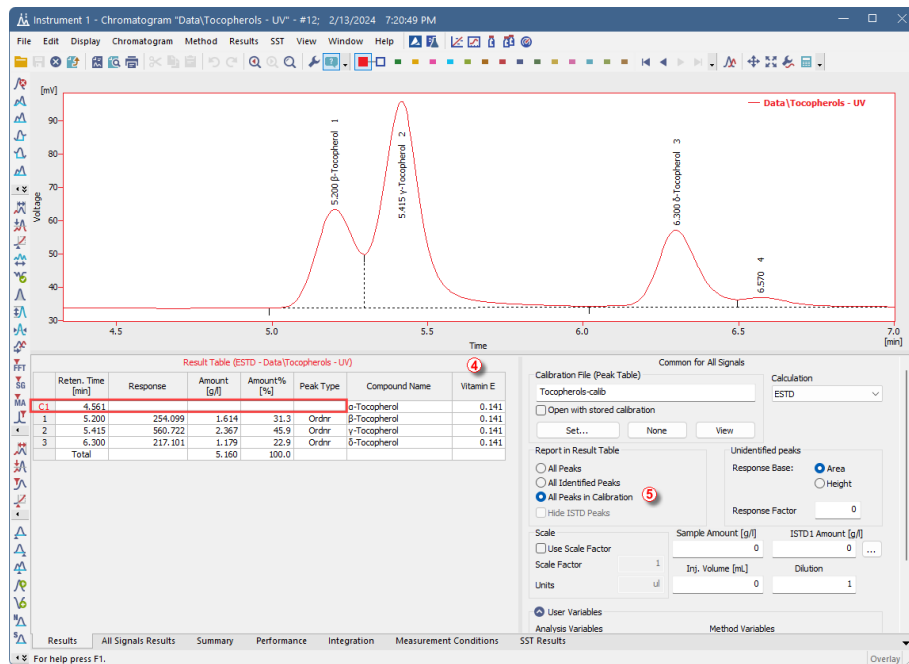 Instrument 1 - Chromatogram "Data\Tocopherols - UV" - #12; 2/13/2024 7:20:49 PM
File Edit Display Chromatogram Method Results SST View Window Help
[mV]
Data\Tocopherols - UV
90
80
70
60
50
40
30
Voltage
5.200 β-Tocopherol 1
5.415 γ-Tocopherol 2
6.300 δ-Tocopherol 3
6.570 4
4.5 5.0 5.5 6.0 6.5 7.0
Time
[min]
FFT
SG
MA
Result Table (ESTD - Data\Tocopherols - UV)
4
Reten. Time [min] Response Amount [g/l] Amount% [%] Peak Type Compound Name Vitamin E
C1 4.561 α-Tocopherol 0.141
1 5.200 254.099 1.614 31.3 Ordnr β-Tocopherol 0.141
2 5.415 560.722 2.367 45.9 Ordnr γ-Tocopherol 0.141
3 6.300 217.101 1.179 22.9 Ordnr δ-Tocopherol 0.141
Total 5.160 100.0
Common for All Signals
Calibration File (Peak Table)
Tocopherols-calib
Open with stored calibration
Set... None View
Calculation
ESTD
Report in Result Table
All Peaks
All Identified Peaks
All Peaks in Calibration
5
Hide ISTD Peaks
Unidentified peaks
Response Base: Area
Height
Response Factor 0
Scale
Use Scale Factor
Scale Factor 1
Units ul
Sample Amount [g/l] ISTD1 Amount [g/l]
0 0 ...
Inj. Volume [mL] Dilution
0 1
User Variables
Analysis Variables Method Variables
Results All Signals Results Summary Performance Integration Measurement Conditions SST Results
For help press F1. Overlay